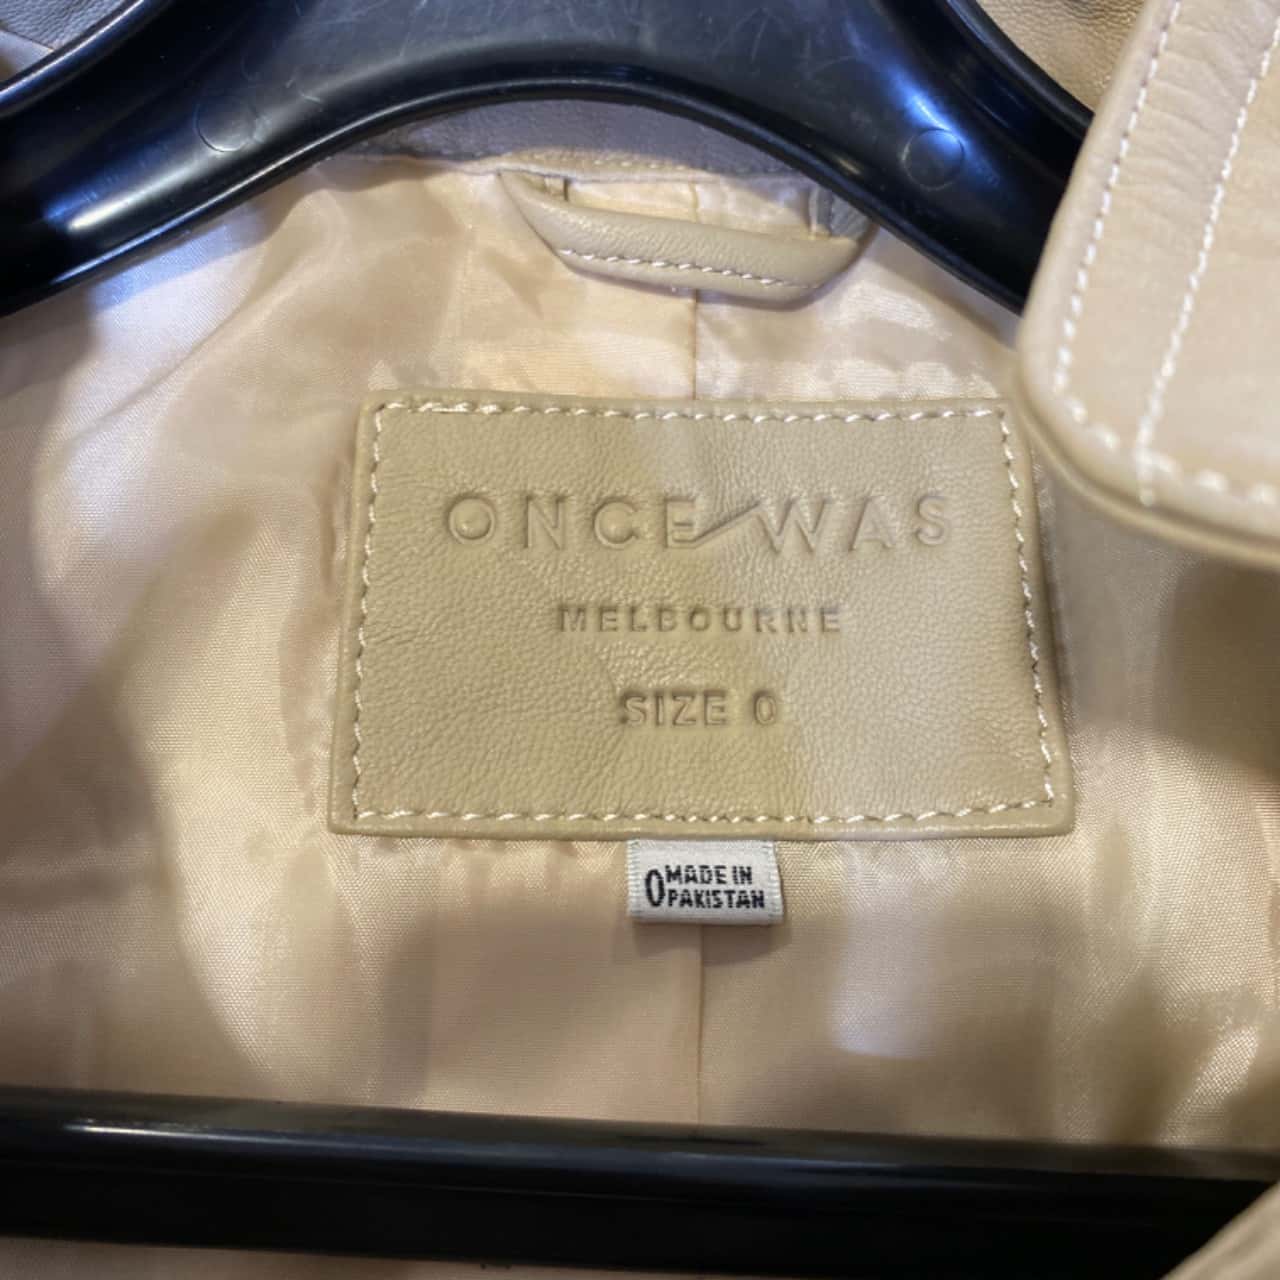 ONCE WAS
MELBOURNE
SIZE 0
0 MADE IN
PAKISTAN